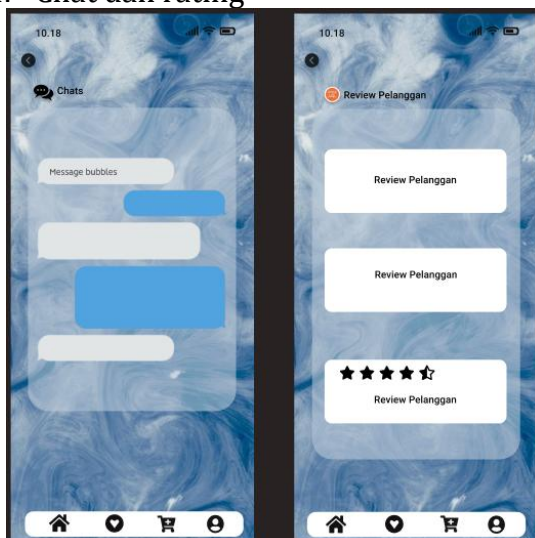 Chat dan rating
10.18
Chats
Message bubbles
10.18
Review Pelanggan
Review Pelanggan
Review Pelanggan
Review Pelanggan